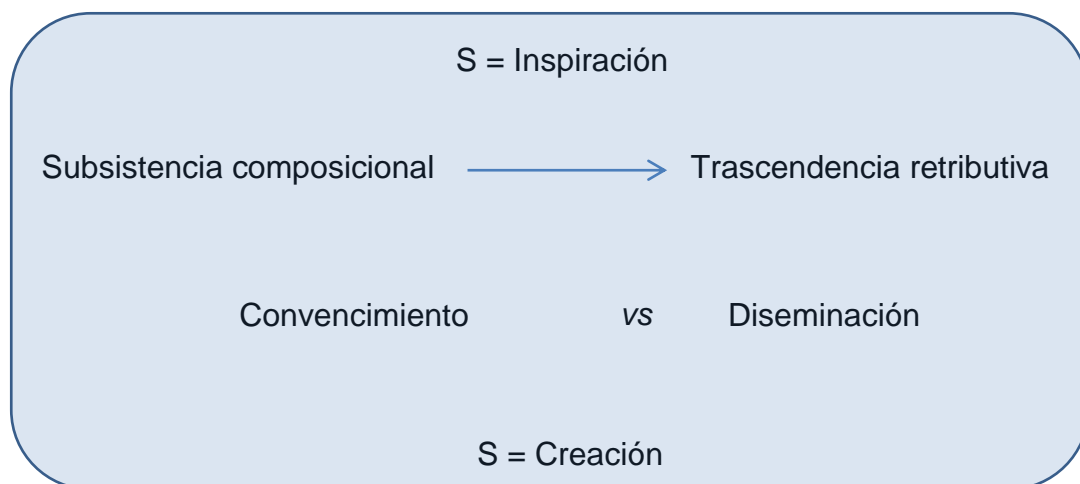 S = Inspiración
Subsistencia composicional Trascendencia retributiva
Convencimiento vs Diseminación
S = Creación